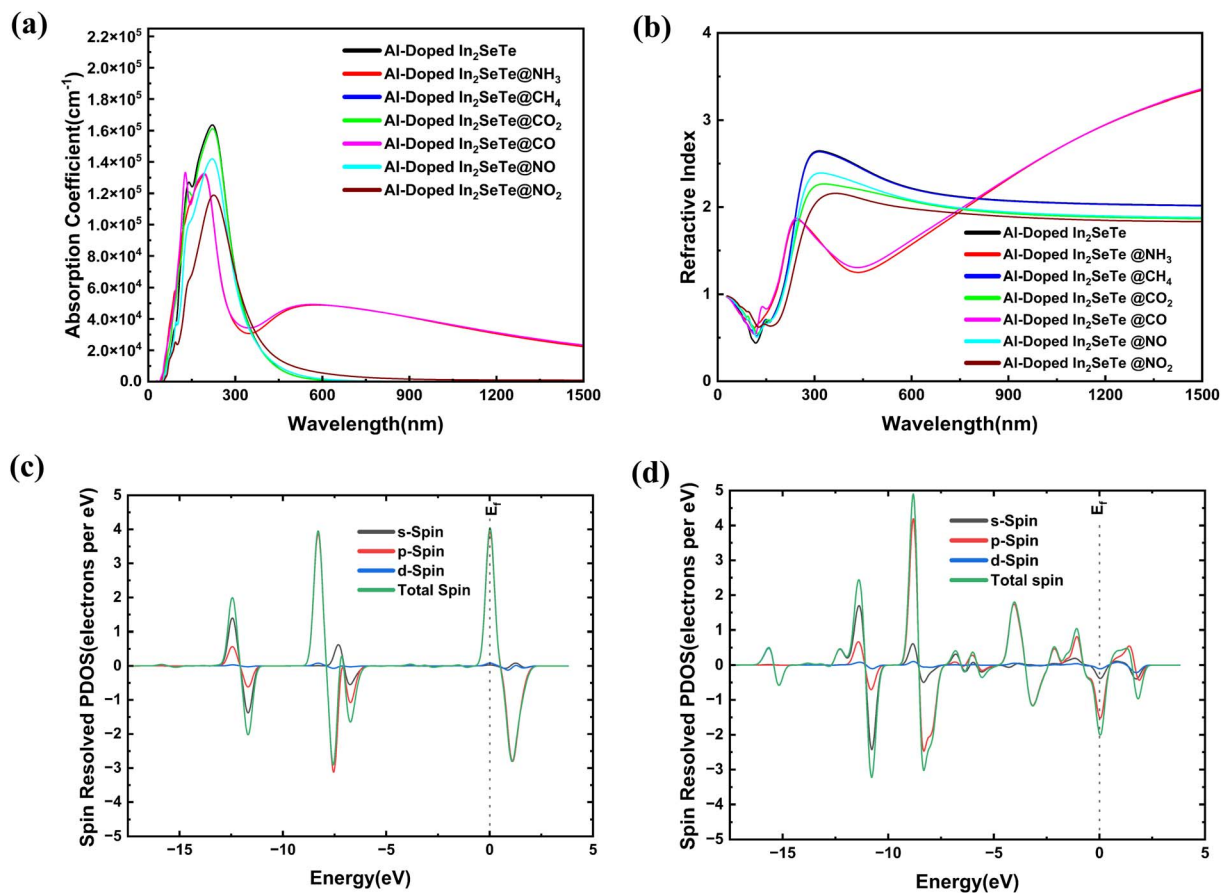 (a)
Absorption Coefficient(cm⁻¹)
2.2×10⁵
2.0×10⁵
1.8×10⁵
1.6×10⁵
1.4×10⁵
1.2×10⁵
1.0×10⁵
8.0×10⁴
6.0×10⁴
4.0×10⁴
2.0×10⁴
0.0
Al-Doped In₂SeTe
Al-Doped In₂SeTe@NH₃
Al-Doped In₂SeTe@CH₄
Al-Doped In₂SeTe@CO₂
Al-Doped In₂SeTe@CO
Al-Doped In₂SeTe@NO
Al-Doped In₂SeTe@NO₂
0 300 600 900 1200 1500
Wavelength(nm)
(b)
Refractive Index
4
3
2
1
0
Al-Doped In₂SeTe
Al-Doped In₂SeTe @NH₃
Al-Doped In₂SeTe @CH₄
Al-Doped In₂SeTe @CO₂
Al-Doped In₂SeTe @CO
Al-Doped In₂SeTe @NO
Al-Doped In₂SeTe @NO₂
0 300 600 900 1200 1500
Wavelength(nm)
(c)
Spin Resolved PDOS(electrons per eV)
5
4
3
2
1
0
−1
−2
−3
−4
−5
s-Spin
p-Spin
d-Spin
Total Spin
E_f
−15 −10 −5 0 5
Energy(eV)
(d)
Spin Resolved PDOS(electrons per eV)
5
4
3
2
1
0
−1
−2
−3
−4
−5
s-Spin
p-Spin
d-Spin
Total spin
E_f
−15 −10 −5 0 5
Energy(eV)